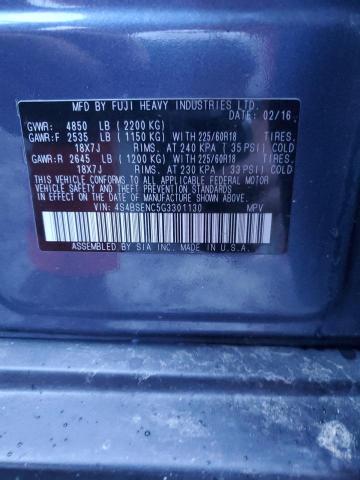 MFD BY FUJI HEAVY INDUSTRIES LTD.
DATE: 02/16
GVWR: 4850 LB (2200 KG)
GAWR:F 2535 LB (1150 KG) WITH 225/60R18 TIRES.
18X7J RIMS. AT 240 KPA (35 PSI) COLD
GAWR:R 2645 LB (1200 KG) WITH 225/60R18 TIRES.
18X7J RIMS. AT 230 KPA (33 PSI) COLD
THIS VEHICLE CONFORMS TO ALL APPLICABLE FEDERAL MOTOR
VEHICLE SAFETY AND BUMPER AND THEFT PREVENTION STANDARDS
IN EFFECT ON THE DATE OF MANUFACTURE SHOWN ABOVE.
VIN: 4S4BSENC5G3301130 MPV
ASSEMBLED BY SIA INC. MADE IN U.S.A.